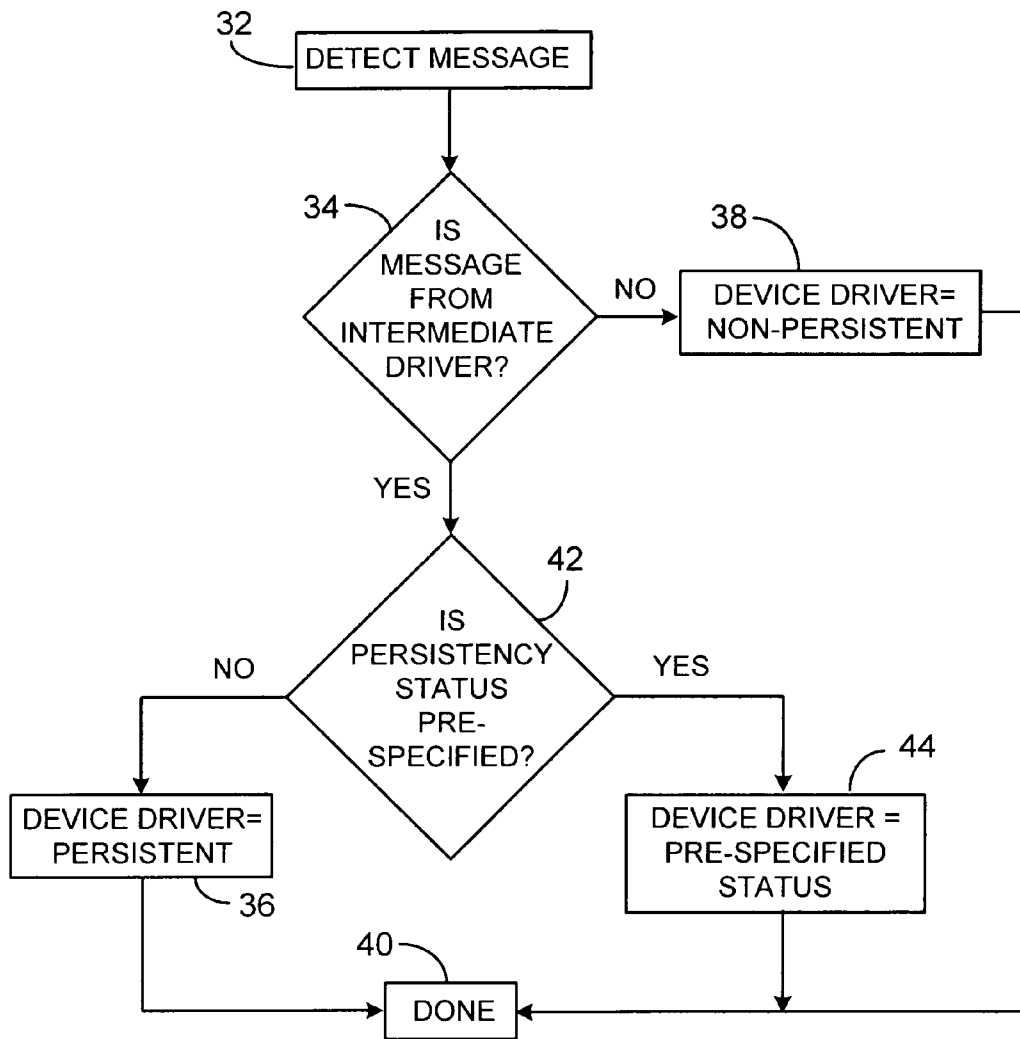 32
DETECT MESSAGE
34
IS
MESSAGE
FROM
INTERMEDIATE
DRIVER?
NO
38
DEVICE DRIVER=
NON-PERSISTENT
YES
42
IS
PERSISTENCY
STATUS
PRE-
SPECIFIED?
NO
YES
DEVICE DRIVER=
PERSISTENT
36
44
DEVICE DRIVER =
PRE-SPECIFIED
STATUS
40
DONE